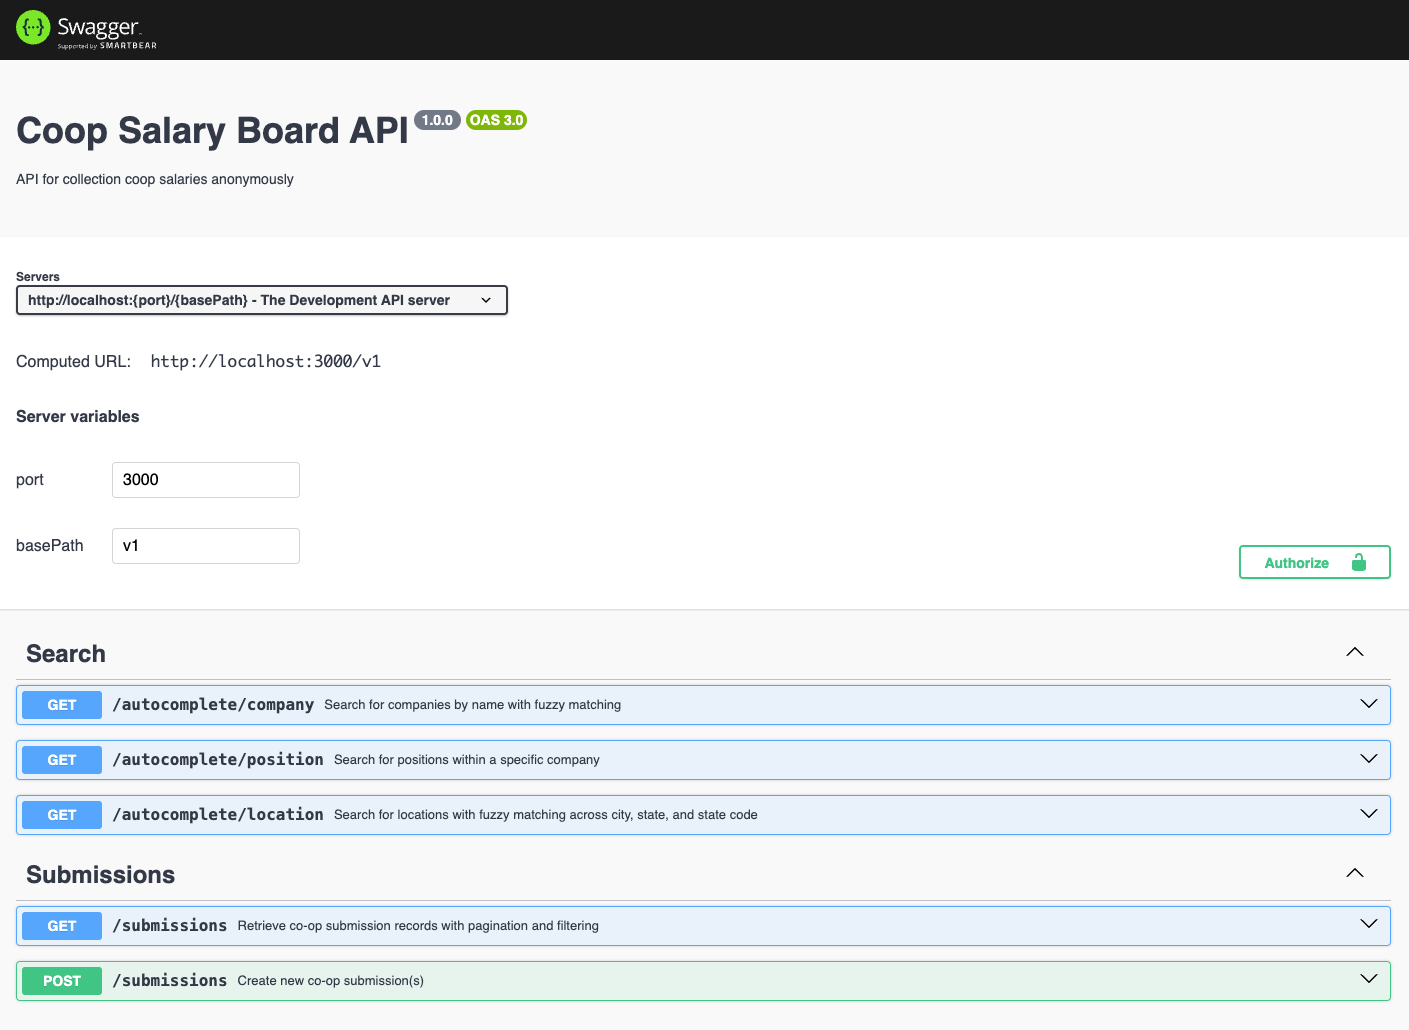 Swagger
Supported by SMARTBEAR
Coop Salary Board API 1.0.0 OAS 3.0
API for collection coop salaries anonymously
Servers
http://localhost:{port}/{basePath} - The Development API server
Computed URL: http://localhost:3000/v1
Server variables
port 3000
basePath v1
Authorize
Search
GET /autocomplete/company Search for companies by name with fuzzy matching
GET /autocomplete/position Search for positions within a specific company
GET /autocomplete/location Search for locations with fuzzy matching across city, state, and state code
Submissions
GET /submissions Retrieve co-op submission records with pagination and filtering
POST /submissions Create new co-op submission(s)